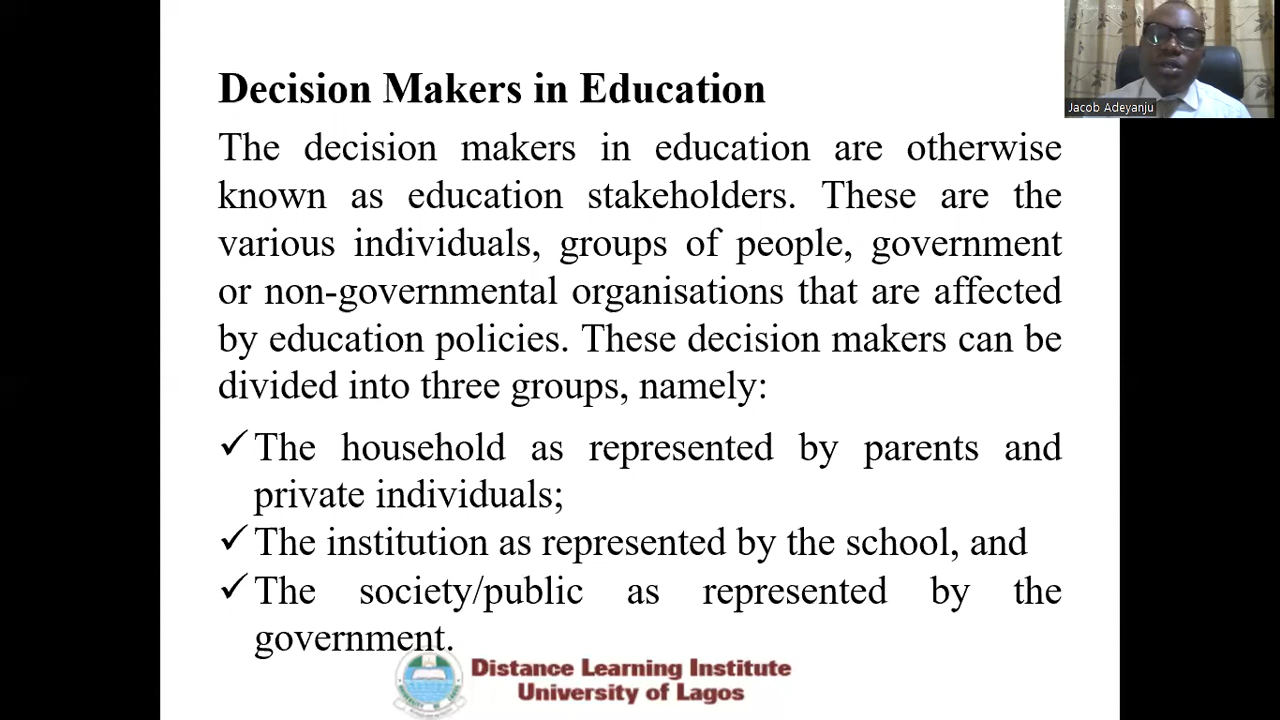 Decision Makers in Education
The decision makers in education are otherwise
known as education stakeholders. These are the
various individuals, groups of people, government
or non-governmental organisations that are affected
by education policies. These decision makers can be
divided into three groups, namely:
✓ The household as represented by parents and
private individuals;
✓ The institution as represented by the school, and
✓ The society/public as represented by the
government.
Distance Learning Institute
University of Lagos
Jacob Adeyanju